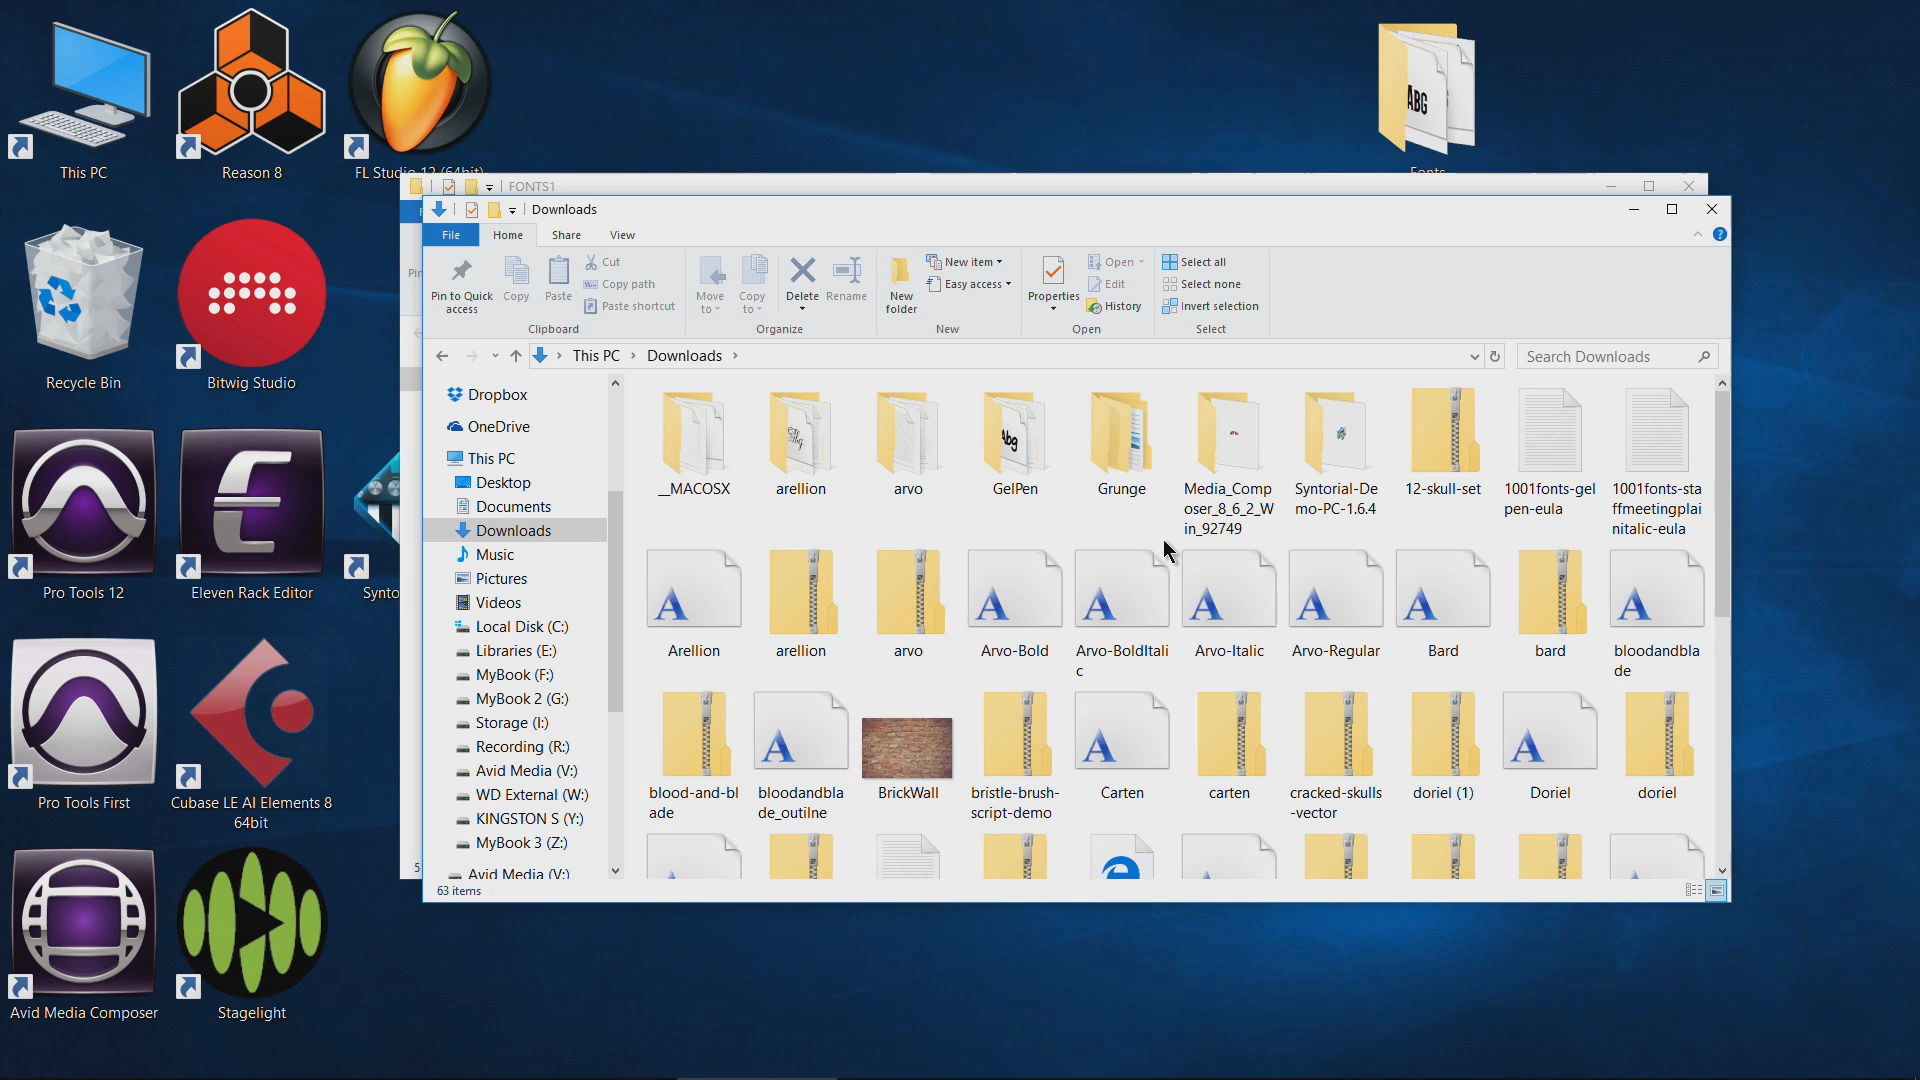 This PC
Reason 8
FL Studio 12 (64bit)
Fonts
Recycle Bin
Bitwig Studio
Pro Tools 12
Eleven Rack Editor
Synto
Pro Tools First
Cubase LE AI Elements 8
64bit
Avid Media Composer
Stagelight
FONTS1
Downloads
File
Home
Share
View
Pin to Quick
access
Copy
Paste
Cut
Copy path
Paste shortcut
Clipboard
Move
to
Copy
to
Delete
Rename
Organize
New
folder
New item
Easy access
New
Properties
Open
Edit
History
Open
Select all
Select none
Invert selection
Select
This PC
Downloads
Search Downloads
Dropbox
OneDrive
This PC
Desktop
Documents
Downloads
Music
Pictures
Videos
Local Disk (C:)
Libraries (E:)
MyBook (F:)
MyBook 2 (G:)
Storage (I:)
Recording (R:)
Avid Media (V:)
WD External (W:)
KINGSTON S (Y:)
MyBook 3 (Z:)
Avid Media (V:)
__MACOSX
arellion
arvo
GelPen
Grunge
Media_Comp
oser_8_6_2_W
in_92749
Syntorial-De
mo-PC-1.6.4
12-skull-set
1001fonts-gel
pen-eula
1001fonts-sta
ffmeetingplai
nitalic-eula
Arellion
arellion
arvo
Arvo-Bold
Arvo-BoldItali
c
Arvo-Italic
Arvo-Regular
Bard
bard
bloodandbla
de
blood-and-bl
ade
bloodandbla
de_outilne
BrickWall
bristle-brush-
script-demo
Carten
carten
cracked-skulls
-vector
doriel (1)
Doriel
doriel
63 items